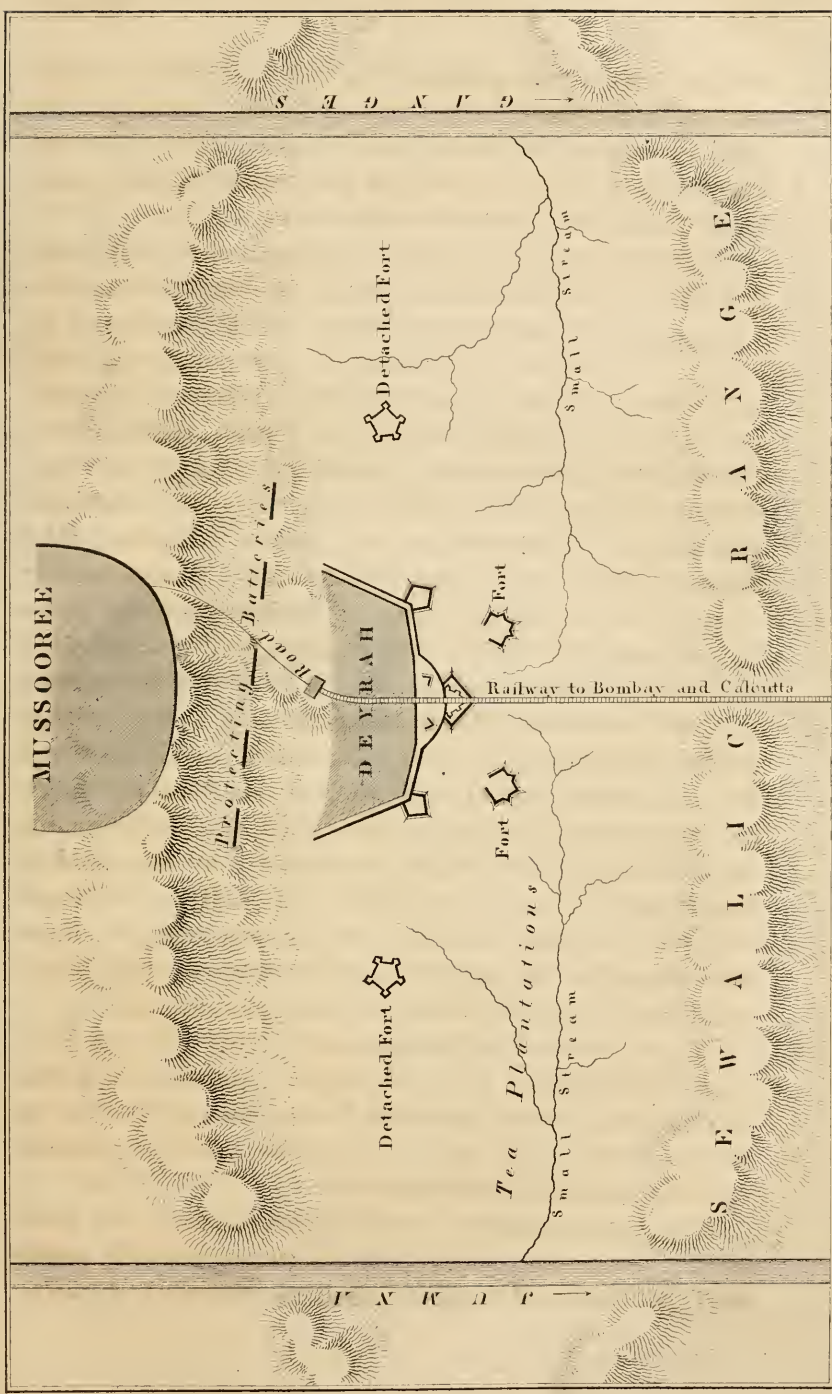 MUSSOOREE
GANGES
Protecting Batteries
Road
DEYRAH
Detached Fort
Detached Fort
Fort
Fort
Railway to Bombay and Calcutta
Tea Plantations
Small Stream
Small Stream
SEWALIC RANGE
JUMNA